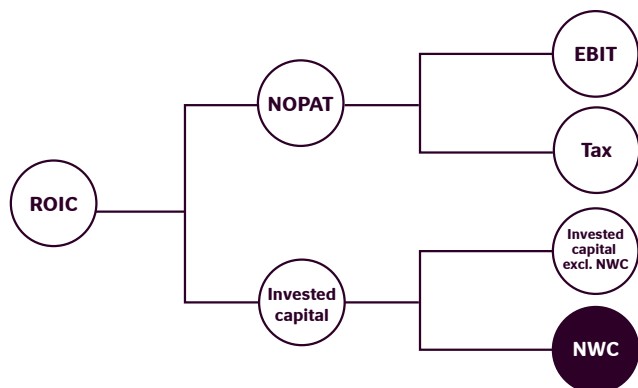 EBIT
NOPAT
Tax
ROIC
Invested
capital
excl. NWC
Invested
capital
NWC